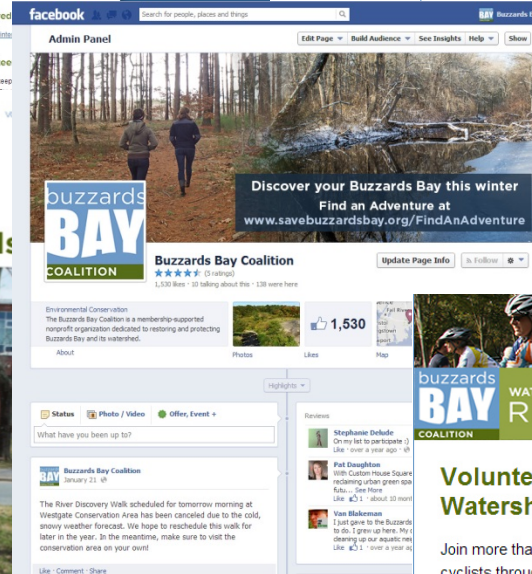 facebook
Search for people, places and things
Buzzards B
Admin Panel
Edit Page
Build Audience
See Insights
Help
Show
Discover your Buzzards Bay this winter
Find an Adventure at
www.savebuzzardsbay.org/FindAnAdventure
buzzards
BAY
COALITION
Buzzards Bay Coalition
(5 ratings)
1,530 likes · 10 talking about this · 138 were here
Update Page Info
Follow
Environmental Conservation
The Buzzards Bay Coalition is a membership-supported
nonprofit organization dedicated to restoring and protecting
Buzzards Bay and its watershed.
About
Photos
1,530
Likes
Map
Highlights
Status
Photo / Video
Offer, Event +
What have you been up to?
Buzzards Bay Coalition
January 21
The River Discovery Walk scheduled for tomorrow morning at
Westgate Conservation Area has been canceled due to the cold,
snowy weather forecast. We hope to reschedule this walk for
later in the year. In the meantime, make sure to visit the
conservation area on your own!
Like · Comment · Share
Reviews
Stephanie Delude
On my list to participate :)
Like · over a year ago
Pat Daughton
With Custom House Square
reclaiming urban green spa
futu... See More
Like 1 · about 10 mont
Van Blakeman
I just gave to the Buzzards
to do. I grew up here. My
cleaning up our aquatic
Like 1 · over a year ag
buzzards
BAY
COALITION
WAT
R
Volunte
Watersh
Join more tha
cyclists throu